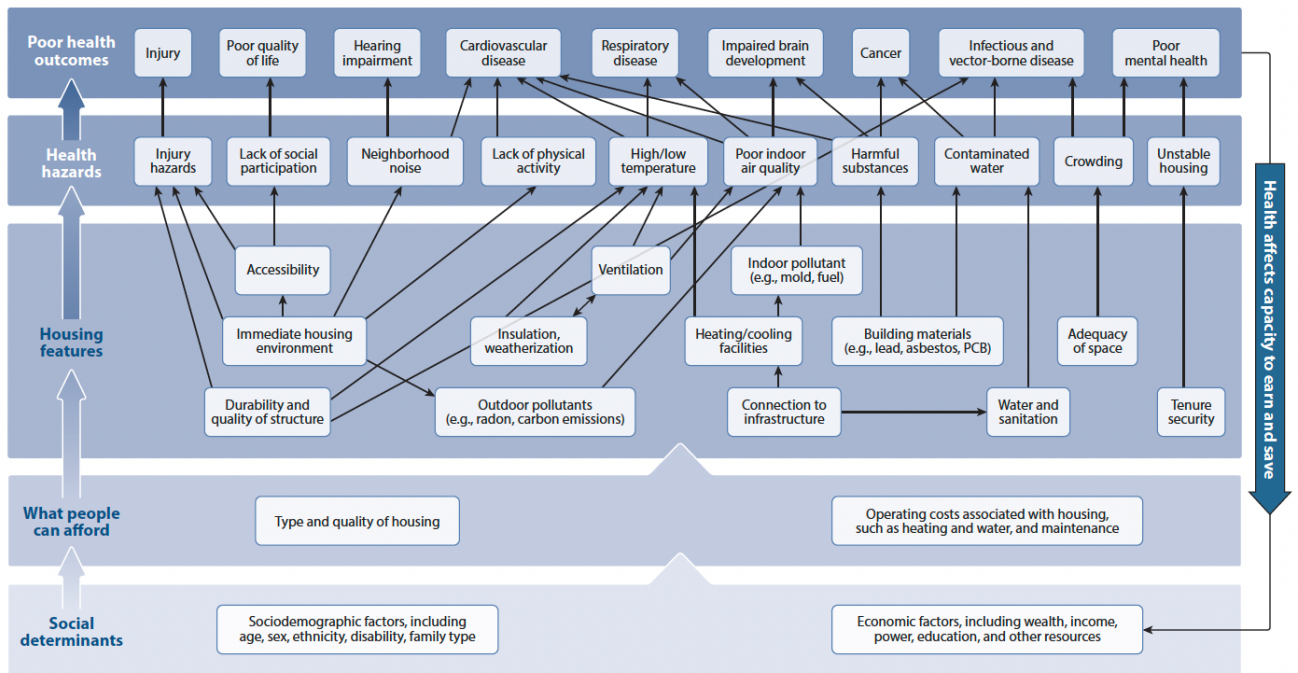 Poor health
outcomes
Injury
Poor quality
of life
Hearing
impairment
Cardiovascular
disease
Respiratory
disease
Impaired brain
development
Cancer
Infectious and
vector-borne disease
Poor
mental health
Health
hazards
Injury
hazards
Lack of social
participation
Neighborhood
noise
Lack of physical
activity
High/low
temperature
Poor indoor
air quality
Harmful
substances
Contaminated
water
Crowding
Unstable
housing
Housing
features
Accessibility
Ventilation
Indoor pollutant
(e.g., mold, fuel)
Immediate housing
environment
Insulation,
weatherization
Heating/cooling
facilities
Building materials
(e.g., lead, asbestos, PCB)
Adequacy
of space
Durability and
quality of structure
Outdoor pollutants
(e.g., radon, carbon emissions)
Connection to
infrastructure
Water and
sanitation
Tenure
security
What people
can afford
Type and quality of housing
Operating costs associated with housing,
such as heating and water, and maintenance
Social
determinants
Sociodemographic factors, including
age, sex, ethnicity, disability, family type
Economic factors, including wealth, income,
power, education, and other resources
Health affects capacity to earn and save